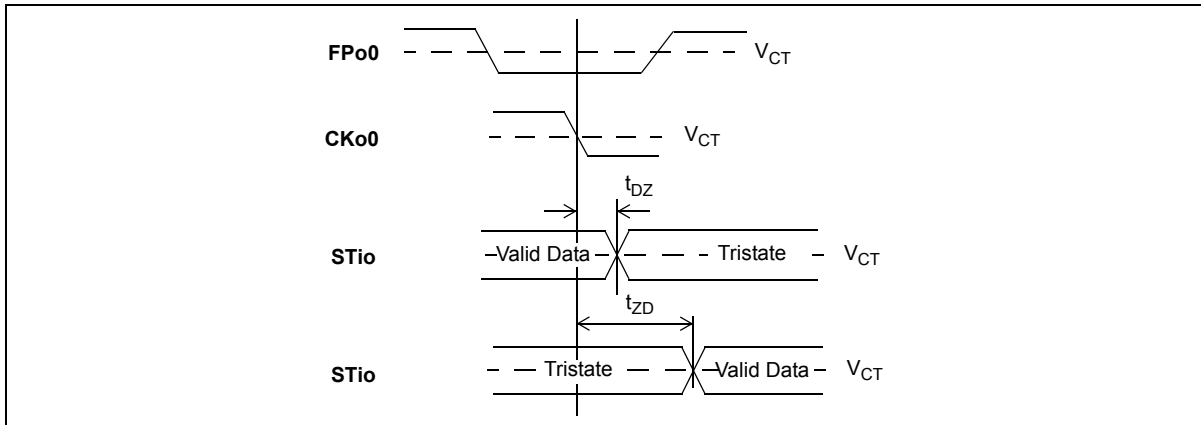 FPo0 V_CT
CKo0 V_CT
t_DZ
STio Valid Data Tristate V_CT
t_ZD
STio Tristate Valid Data V_CT